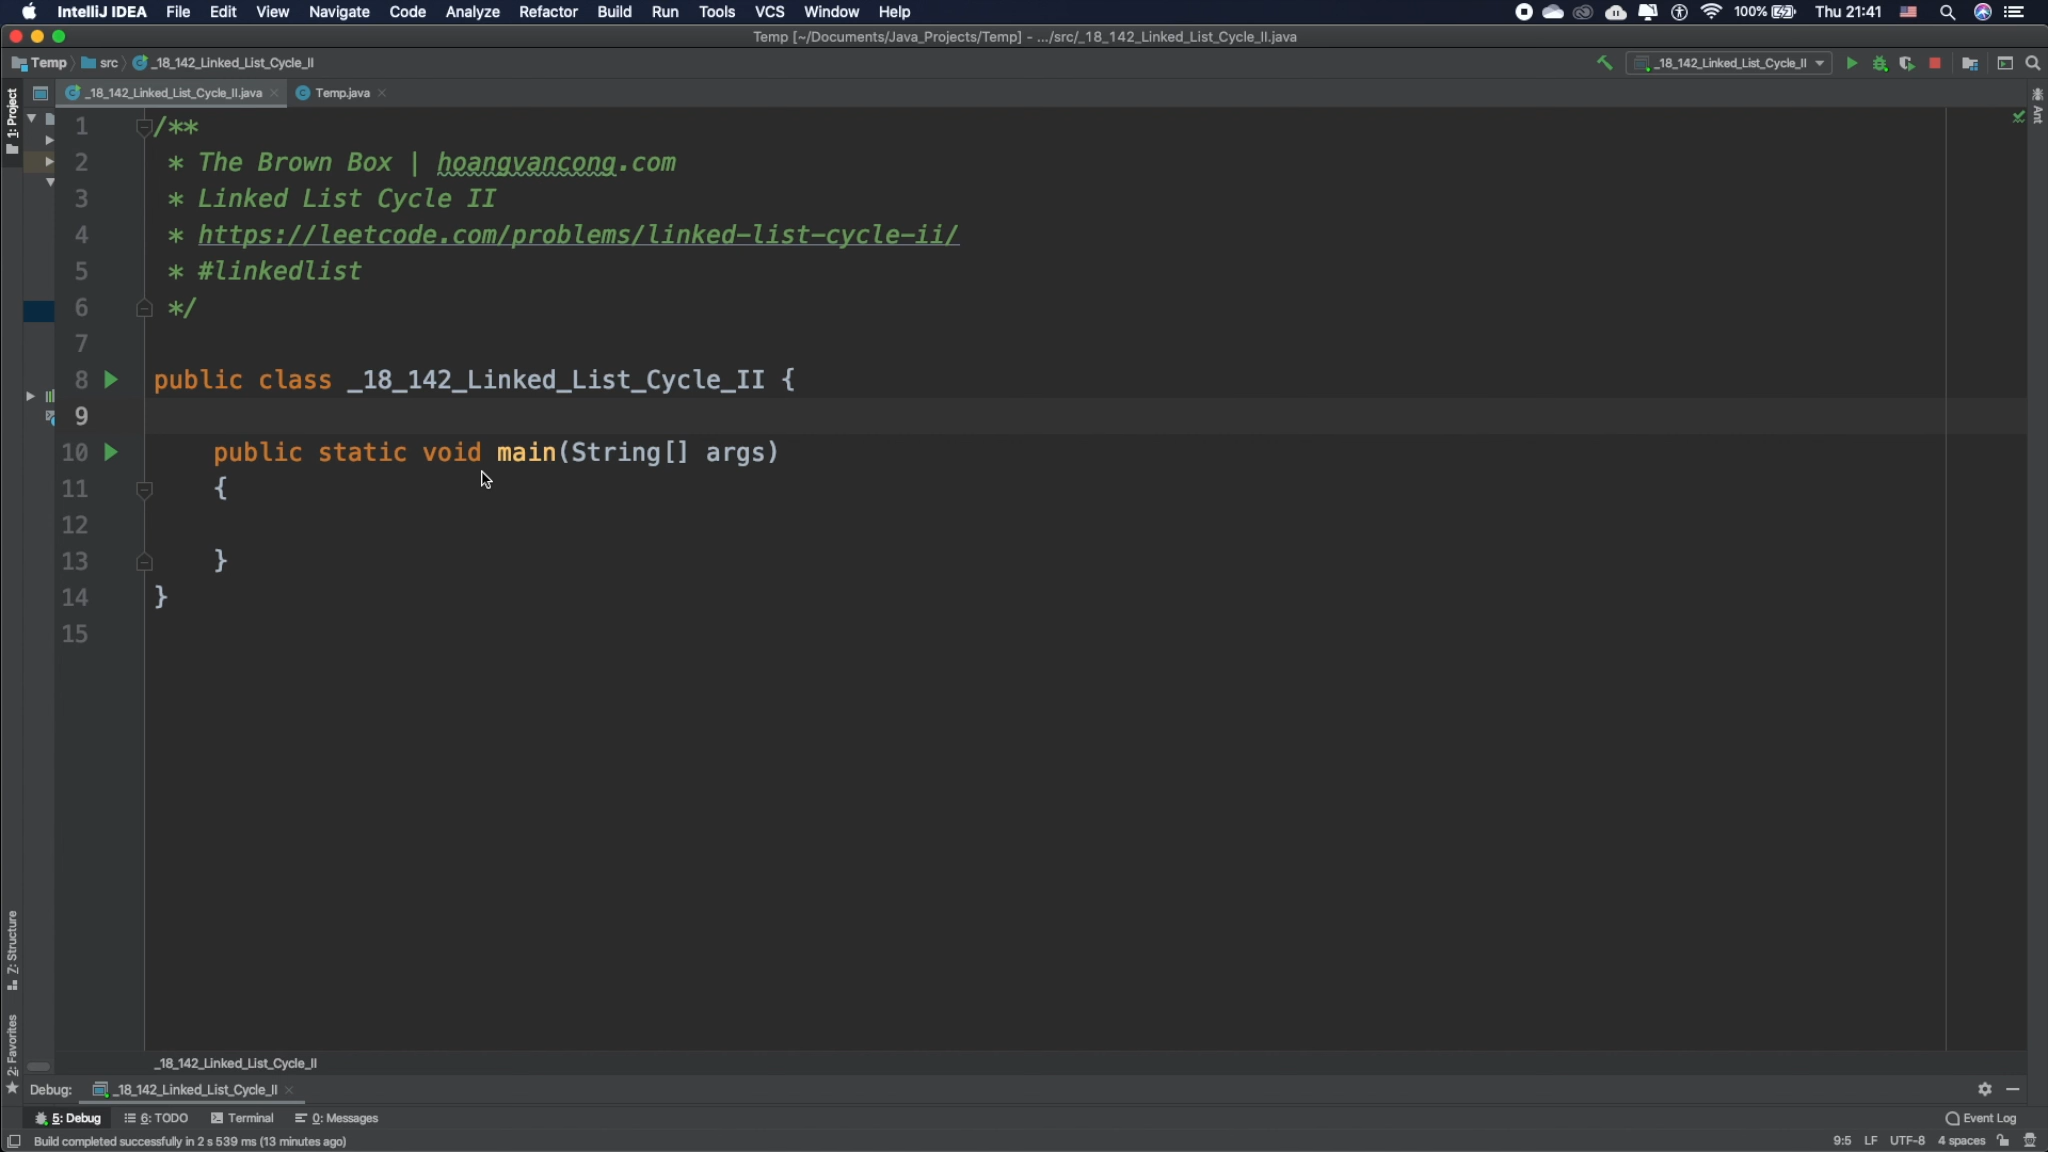 IntelliJ IDEA File Edit View Navigate Code Analyze Refactor Build Run Tools VCS Window Help 100% Thu 21:41
Temp [~/Documents/Java_Projects/Temp] - .../src/_18_142_Linked_List_Cycle_II.java
Temp src _18_142_Linked_List_Cycle_II _18_142_Linked_List_Cycle_II
_18_142_Linked_List_Cycle_II.java Temp.java
1: Project
Ant
1 /**
2 * The Brown Box | hoangvancong.com
3 * Linked List Cycle II
4 * https://leetcode.com/problems/linked-list-cycle-ii/
5 * #linkedlist
6 */
7
8 public class _18_142_Linked_List_Cycle_II {
9
10 public static void main(String[] args)
11 {
12
13 }
14 }
15
Z: Structure
2: Favorites
_18_142_Linked_List_Cycle_II
Debug: _18_142_Linked_List_Cycle_II
5: Debug 6: TODO Terminal 0: Messages Event Log
Build completed successfully in 2 s 539 ms (13 minutes ago) 9:5 LF UTF-8 4 spaces